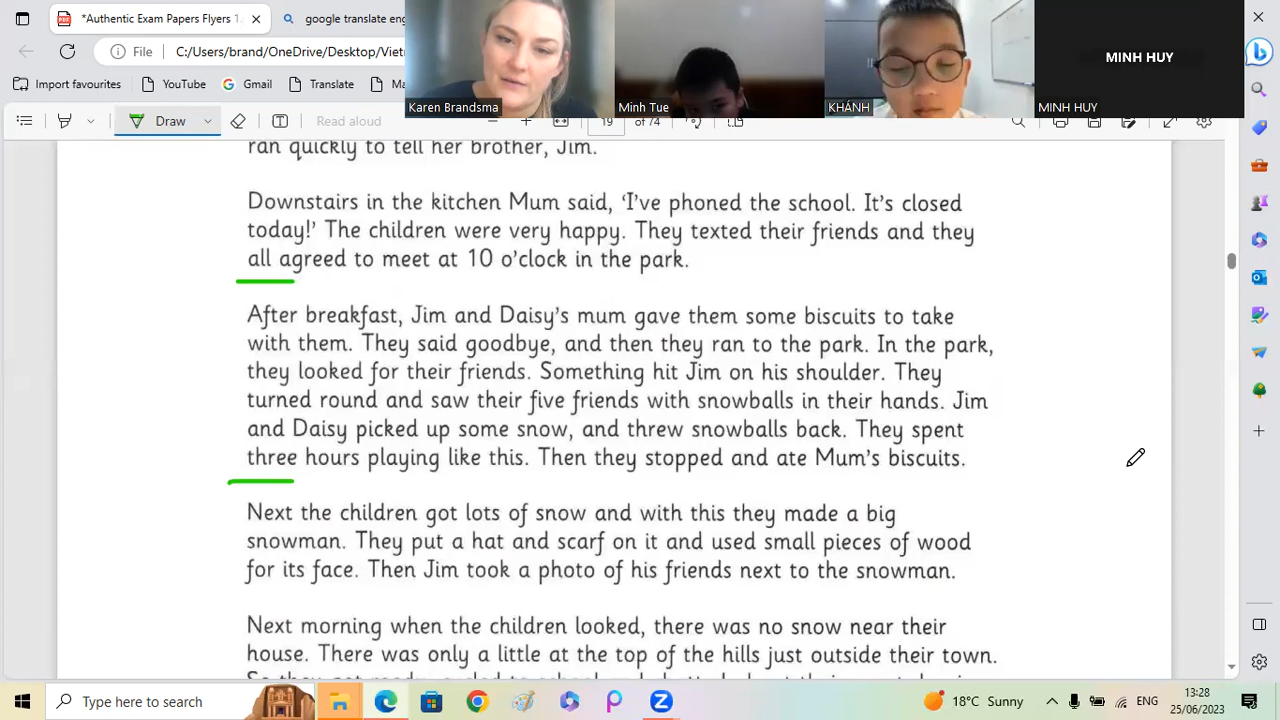 *Authentic Exam Papers Flyers 1
google translate eng
File
C:/Users/brand/OneDrive/Desktop/Viet
Import favourites
YouTube
Gmail
Translate
Ma
Karen Brandsma
Minh Tue
KHÁNH
MINH HUY
MINH HUY
Draw
Read aloud
19
of 74
ran quickly to tell her brother, Jim.
Downstairs in the kitchen Mum said, ‘I’ve phoned the school. It’s closed
today!’ The children were very happy. They texted their friends and they
all agreed to meet at 10 o’clock in the park.
After breakfast, Jim and Daisy’s mum gave them some biscuits to take
with them. They said goodbye, and then they ran to the park. In the park,
they looked for their friends. Something hit Jim on his shoulder. They
turned round and saw their five friends with snowballs in their hands. Jim
and Daisy picked up some snow, and threw snowballs back. They spent
three hours playing like this. Then they stopped and ate Mum’s biscuits.
Next the children got lots of snow and with this they made a big
snowman. They put a hat and scarf on it and used small pieces of wood
for its face. Then Jim took a photo of his friends next to the snowman.
Next morning when the children looked, there was no snow near their
house. There was only a little at the top of the hills just outside their town.
Type here to search
18°C Sunny
ENG
13:28
25/06/2023